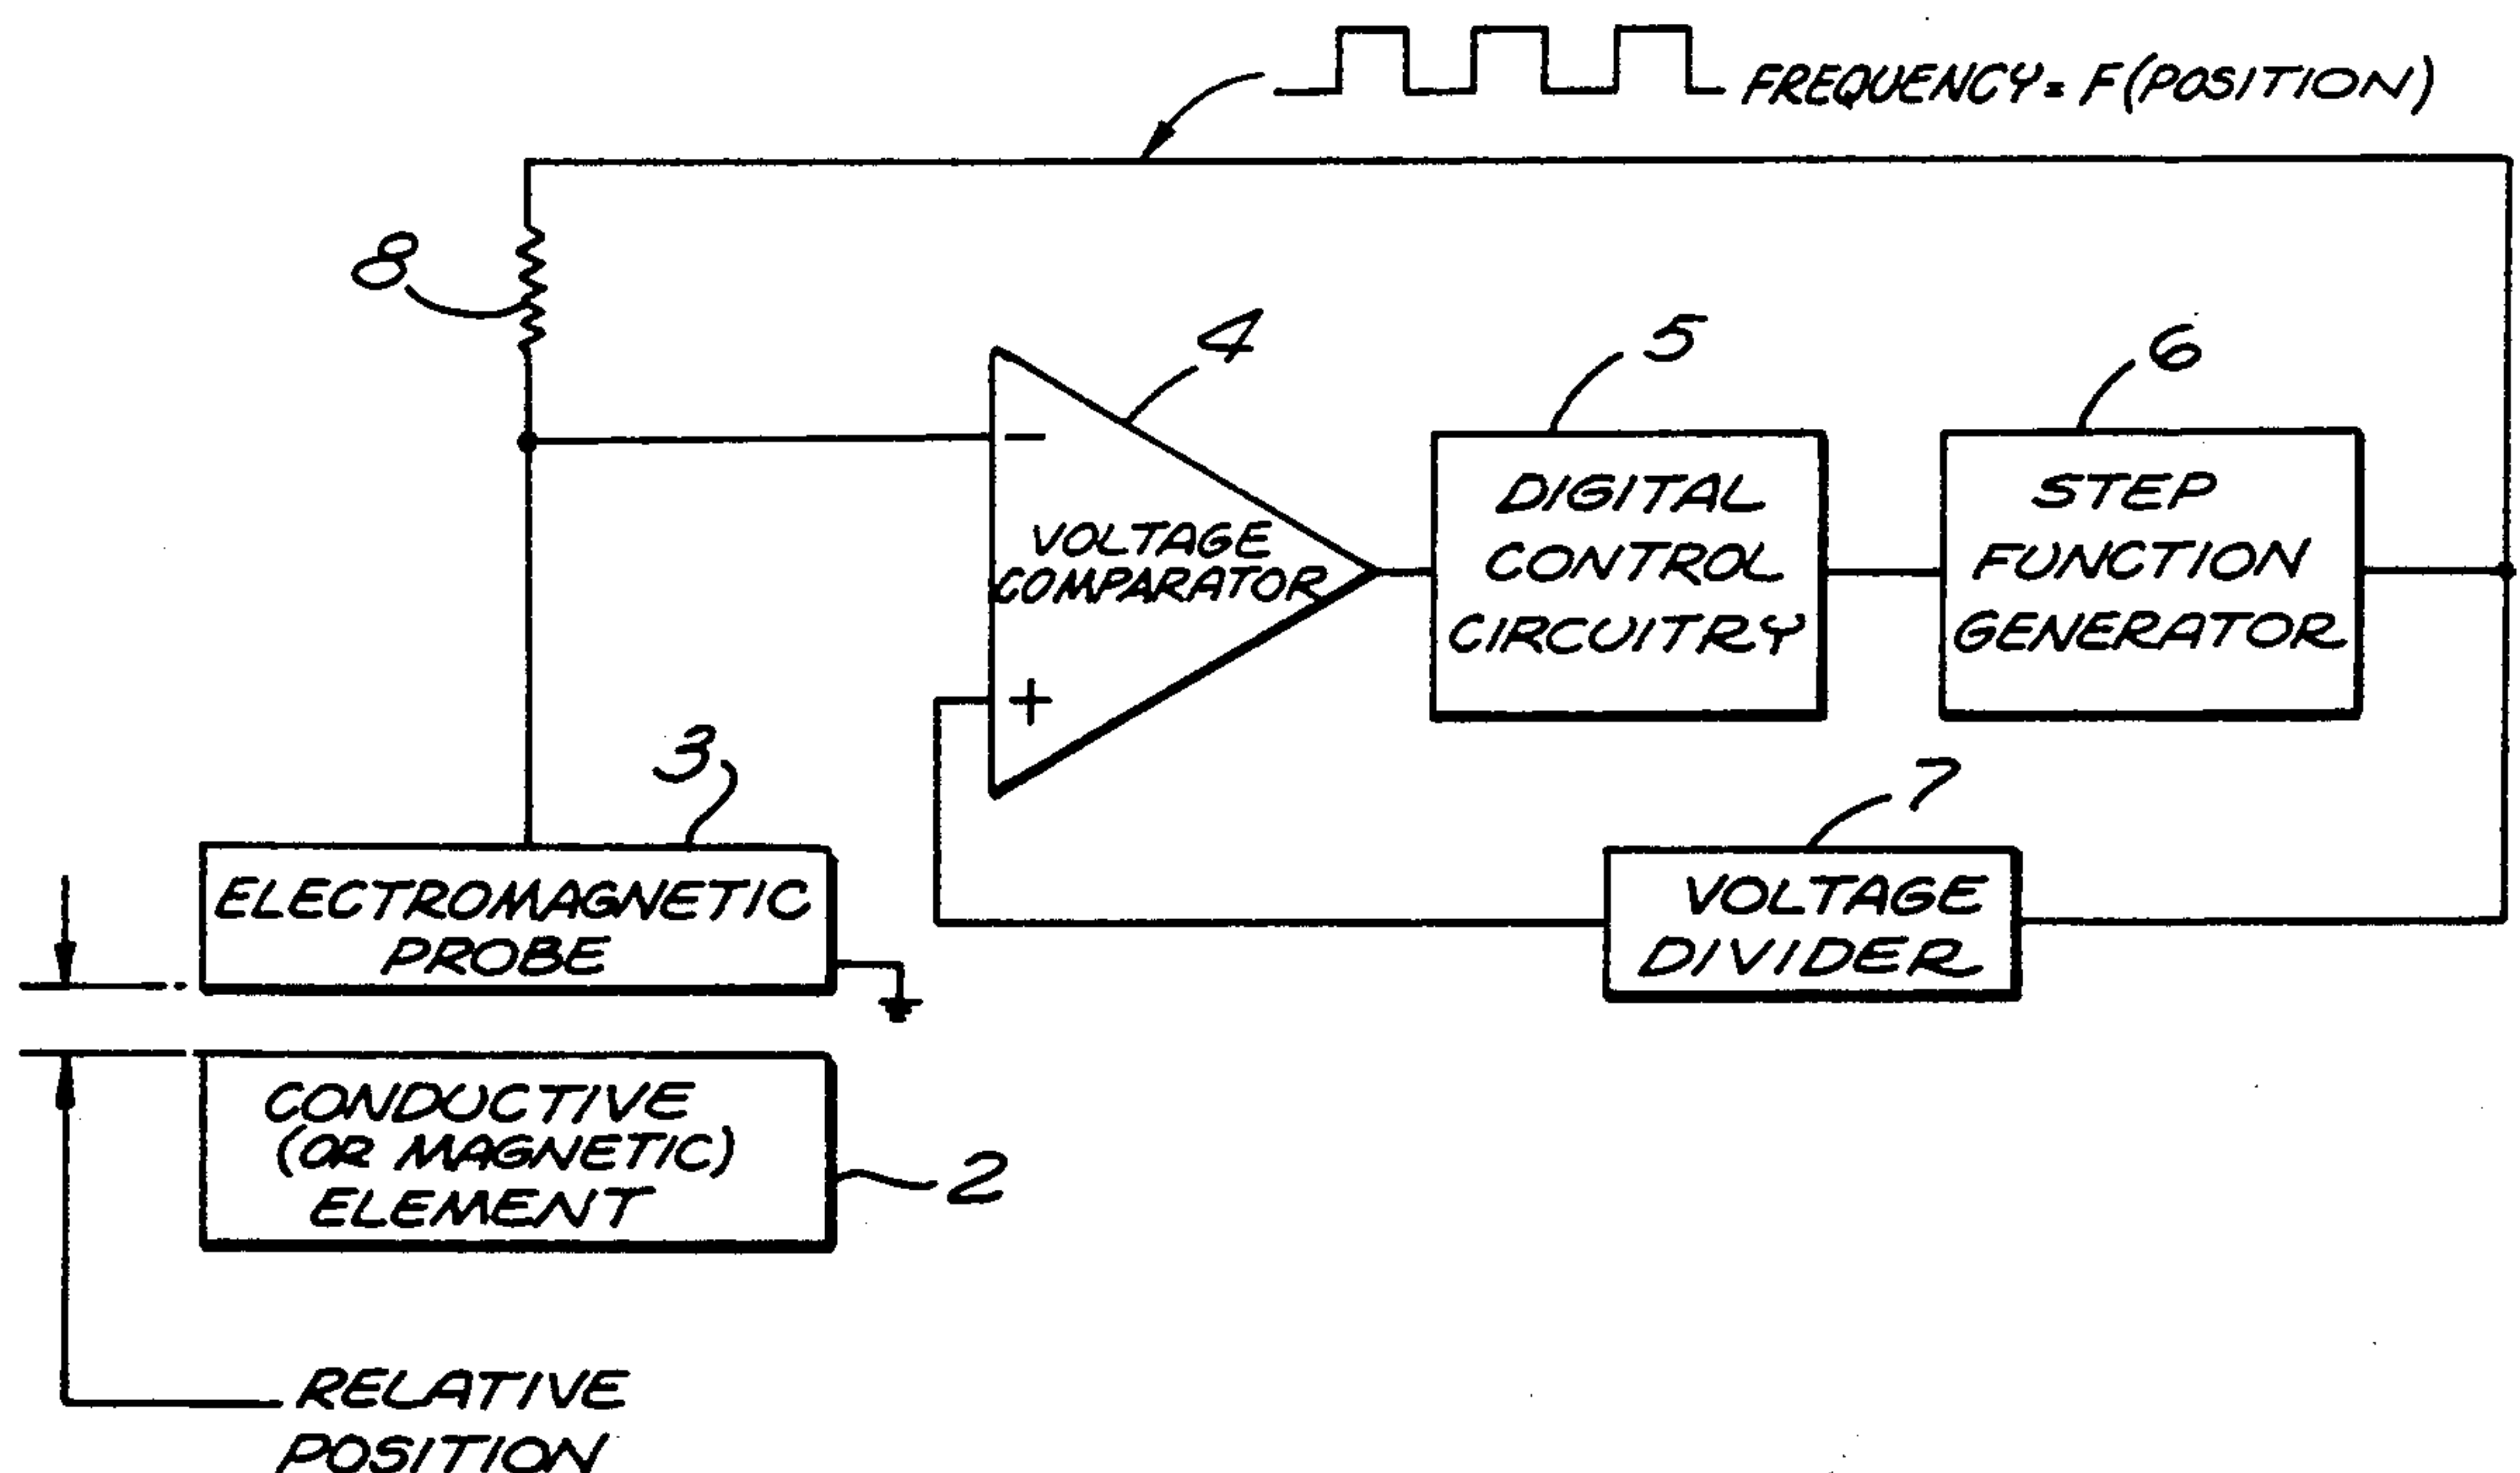 FREQUENCY = F(POSITION)
8
4
5
6
-
DIGITAL
CONTROL
CIRCUITRY
STEP
FUNCTION
GENERATOR
VOLTAGE
COMPARATOR
+
3
7
ELECTROMAGNETIC
PROBE
VOLTAGE
DIVIDER
CONDUCTIVE
(OR MAGNETIC)
ELEMENT
2
RELATIVE
POSITION